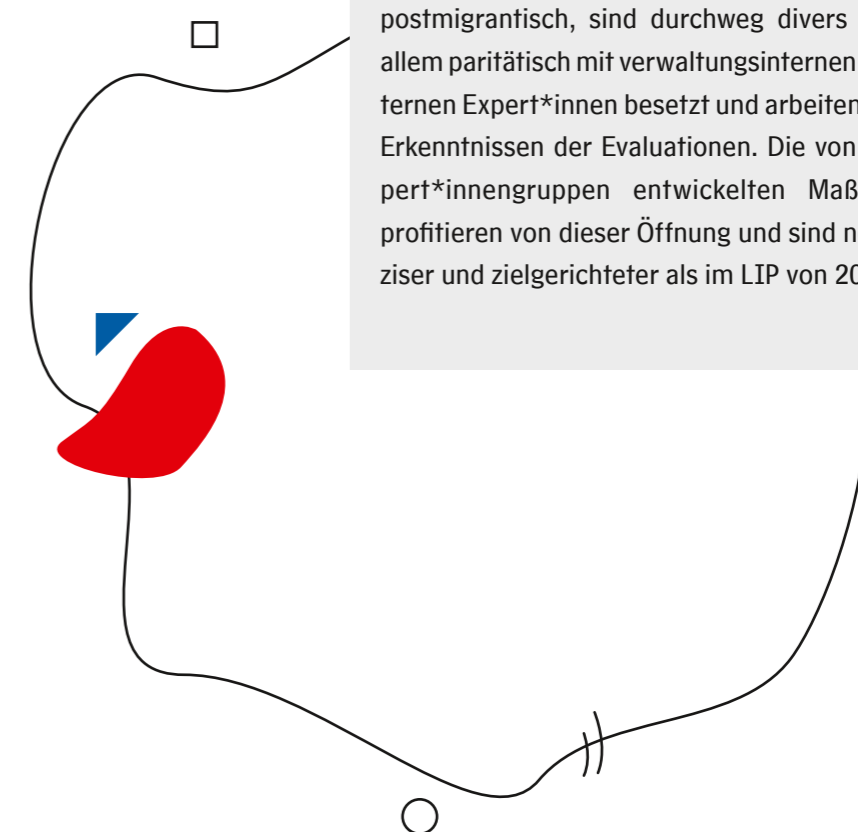 postmigrantisch, sind durchweg divers
allem paritätisch mit verwaltungsinternen
ternen Expert*innen besetzt und arbeiten
Erkenntnissen der Evaluationen. Die von
pert*innengruppen entwickelten Maß
profitieren von dieser Öffnung und sind n
ziser und zielgerichteter als im LIP von 20